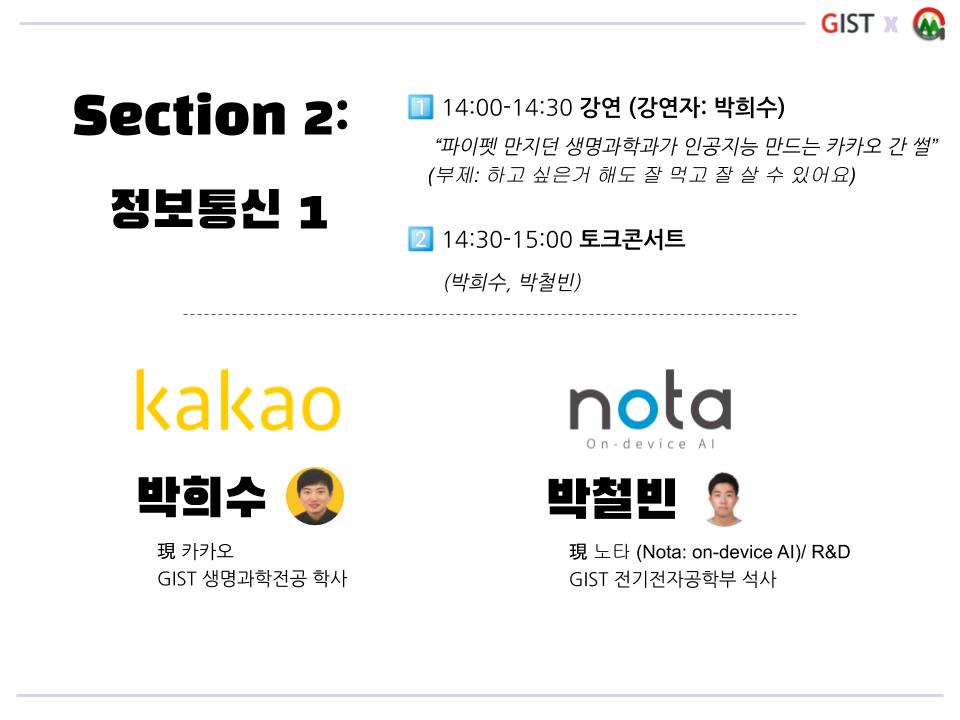 GIST x
Section 2:
정보통신 1
1 14:00-14:30 강연 (강연자: 박희수)
“파이펫 만지던 생명과학과가 인공지능 만드는 카카오 간 썰”
(부제: 하고 싶은거 해도 잘 먹고 잘 살 수 있어요)
2 14:30-15:00 토크콘서트
(박희수, 박철빈)
kakao
박희수
現 카카오
GIST 생명과학전공 학사
nota
On-device AI
박철빈
現 노타 (Nota: on-device AI)/ R&D
GIST 전기전자공학부 석사